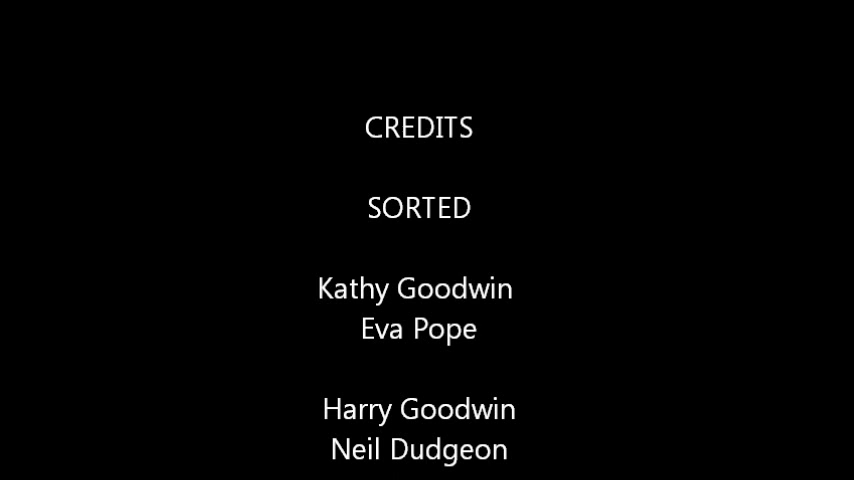 CREDITS
SORTED
Kathy Goodwin
Eva Pope
Harry Goodwin
Neil Dudgeon